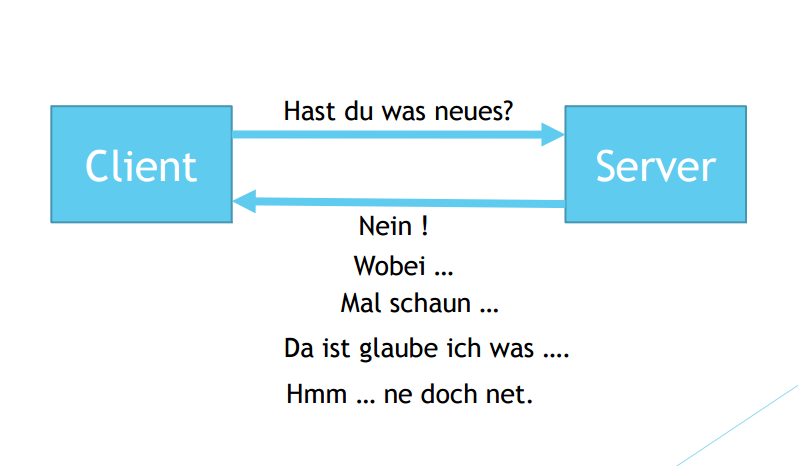 Hast du was neues?
Client
Server
Nein !
Wobei …
Mal schaun …
Da ist glaube ich was ….
Hmm … ne doch net.